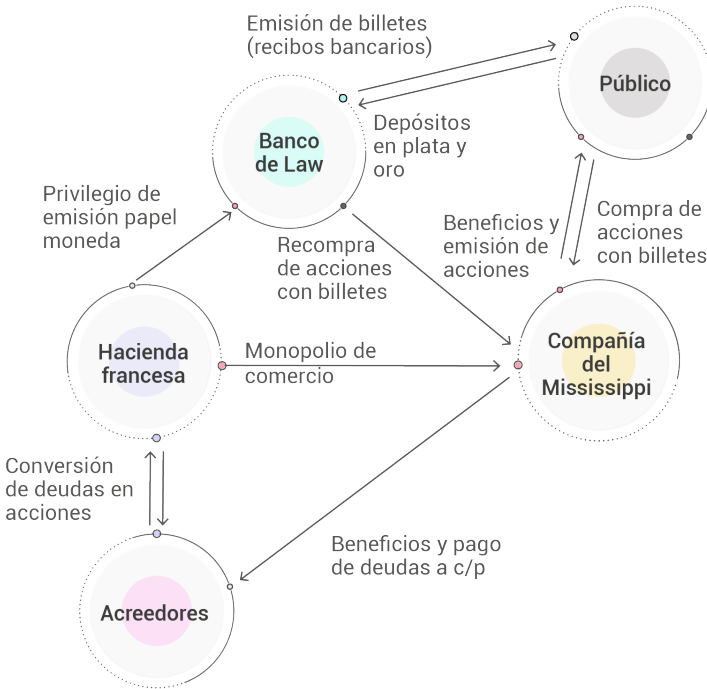 Emisión de billetes
(recibos bancarios)
Público
Banco
de Law
Depósitos
en plata y
oro
Privilegio de
emisión papel
moneda
Recompra
de acciones
con billetes
Beneficios y
emisión de
acciones
Compra de
acciones
con billetes
Hacienda
francesa
Monopolio de
comercio
Compañía
del
Mississippi
Conversión
de deudas en
acciones
Beneficios y pago
de deudas a c/p
Acreedores